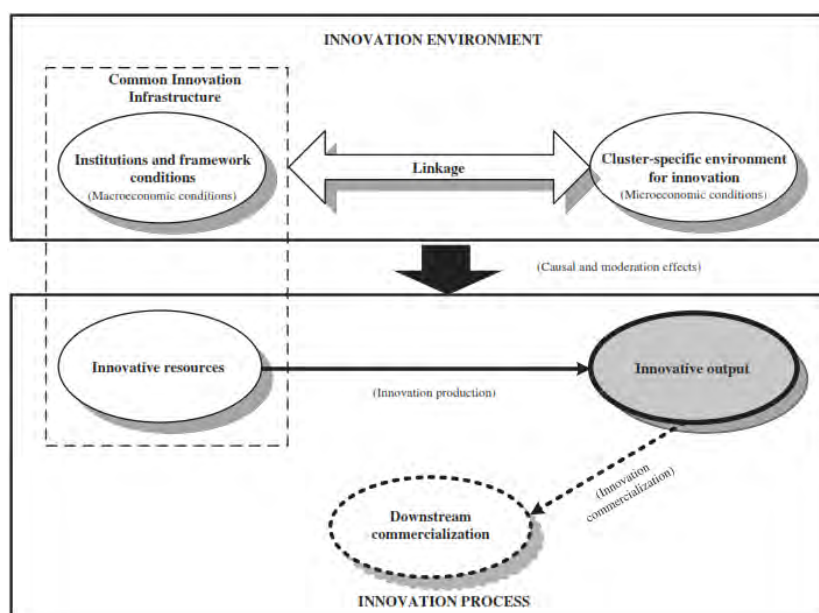 INNOVATION ENVIRONMENT
Common Innovation
Infrastructure
Institutions and framework
conditions
(Macroeconomic conditions)
Linkage
Cluster-specific environment
for innovation
(Microeconomic conditions)
(Causal and moderation effects)
Innovative resources
(Innovation production)
Innovative output
(Innovation
commercialization)
Downstream
commercialization
INNOVATION PROCESS